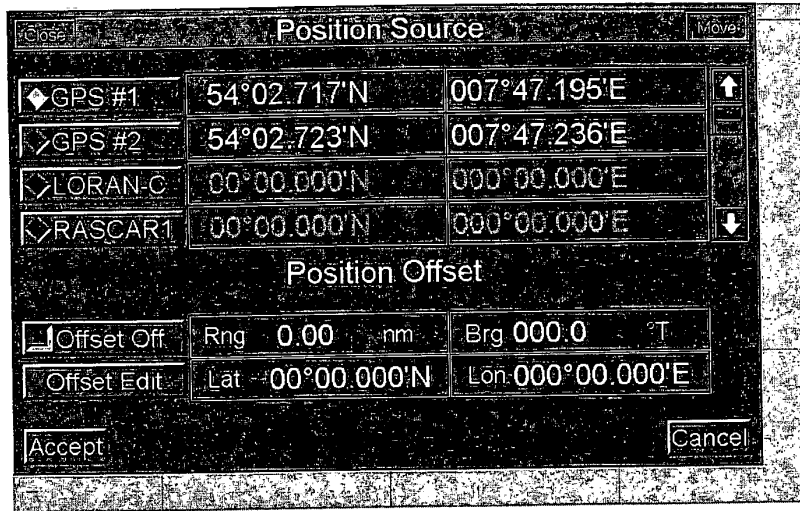 Close Position Source Move
GPS #1 54°02.717'N 007°47.195'E
GPS #2 54°02.723'N 007°47.236'E
LORAN-C 00°00.000'N 000°00.000'E
RASCAR1 00°00.000'N 000°00.000'E
Position Offset
Offset Off Rng 0.00 nm Brg 000.0 °T
Offset Edit Lat 00°00.000'N Lon 000°00.000'E
Accept Cancel